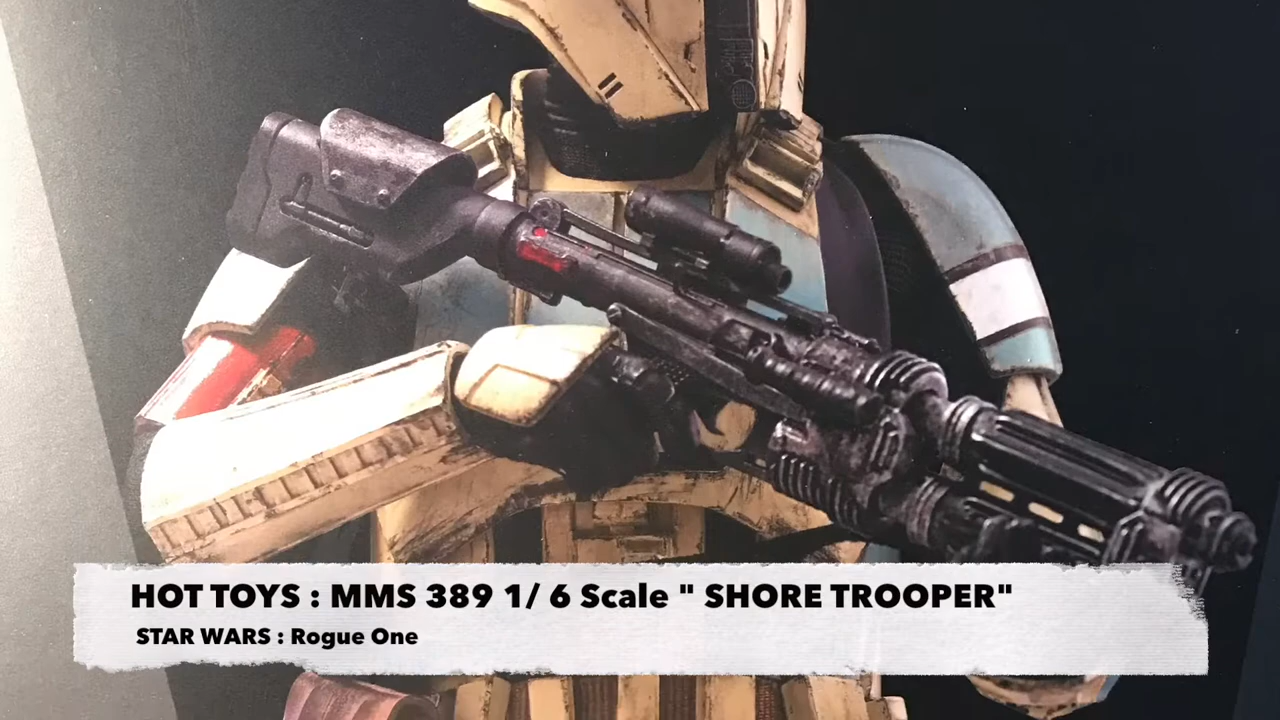 HOT TOYS : MMS 389 1/ 6 Scale " SHORE TROOPER"
STAR WARS : Rogue One